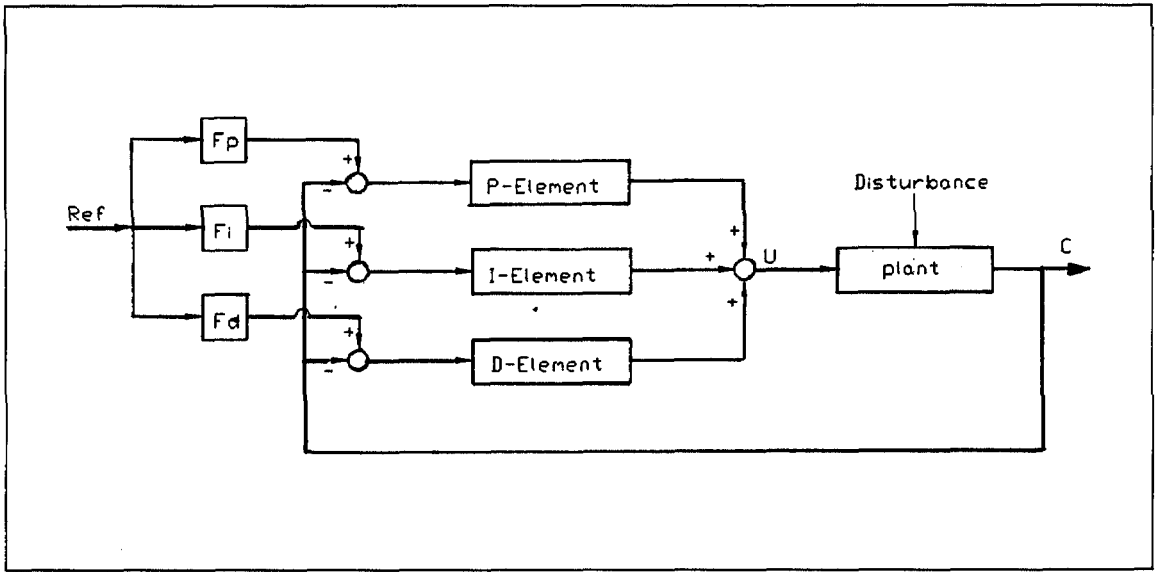 Fp
+
-
P-Element
Disturbance
Ref
Fi
+
-
I-Element
+
+
+
U
plant
C
Fd
+
-
D-Element